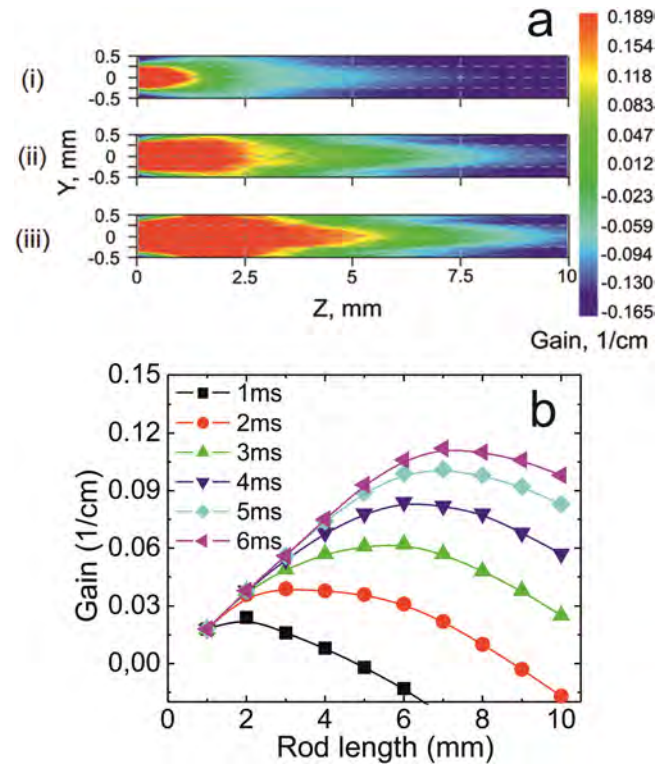 a
(i)
(ii)
(iii)
Y, mm
0.5
0
-0.5
0.5
0
-0.5
0.5
0
-0.5
0
2.5
5
7.5
10
Z, mm
0.189
0.154
0.118
0.083
0.047
0.012
-0.023
-0.059
-0.094
-0.130
-0.165
Gain, 1/cm
b
1ms
2ms
3ms
4ms
5ms
6ms
Gain (1/cm)
0,15
0,12
0,09
0,06
0,03
0,00
0
2
4
6
8
10
Rod length (mm)